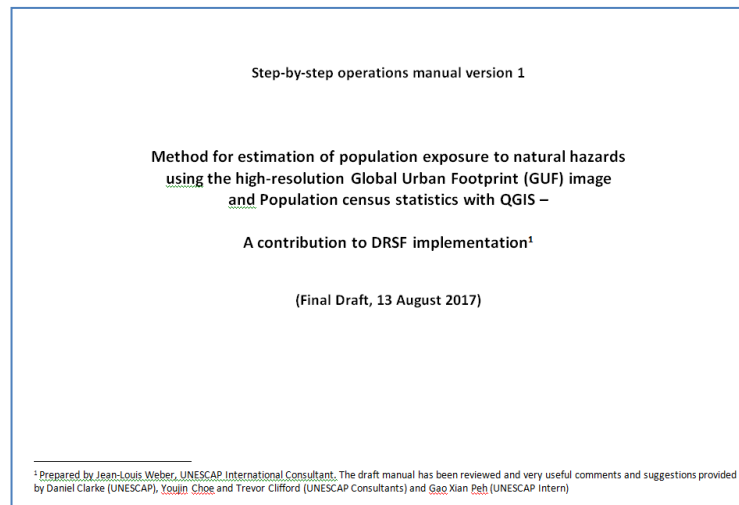 Step-by-step operations manual version 1
Method for estimation of population exposure to natural hazards
using the high-resolution Global Urban Footprint (GUF) image
and Population census statistics with QGIS –
A contribution to DRSF implementation¹
(Final Draft, 13 August 2017)
¹ Prepared by Jean-Louis Weber, UNESCAP International Consultant. The draft manual has been reviewed and very useful comments and suggestions provided
by Daniel Clarke (UNESCAP), Youjin Choe and Trevor Clifford (UNESCAP Consultants) and Gao Xian Peh (UNESCAP Intern)